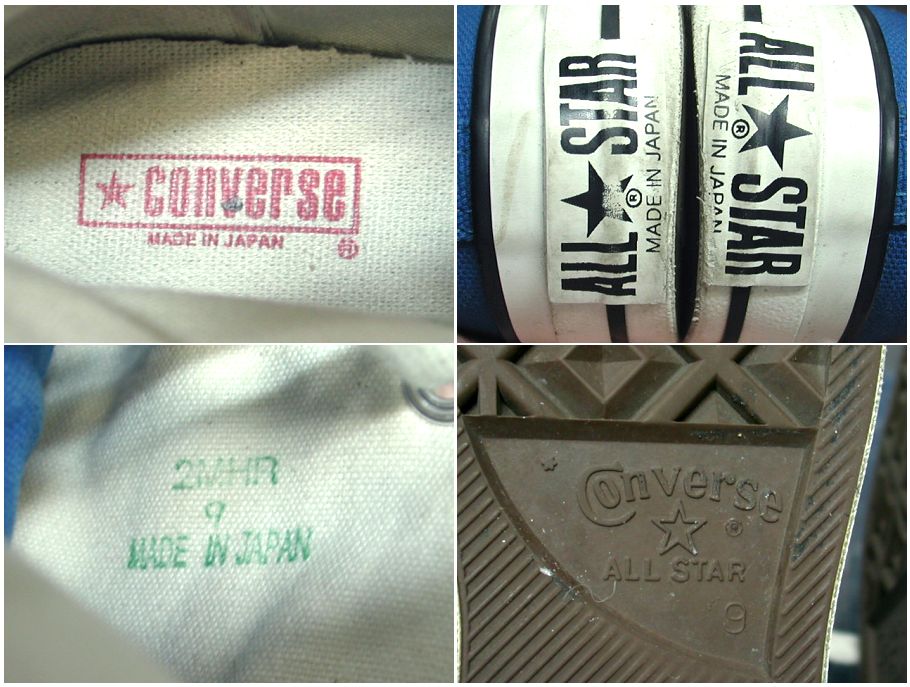 ★ converse
MADE IN JAPAN
®
ALL ★ STAR
®
MADE IN JAPAN
ALL ★ STAR
®
MADE IN JAPAN
2MHR
9
MADE IN JAPAN
Converse
®
ALL STAR
9